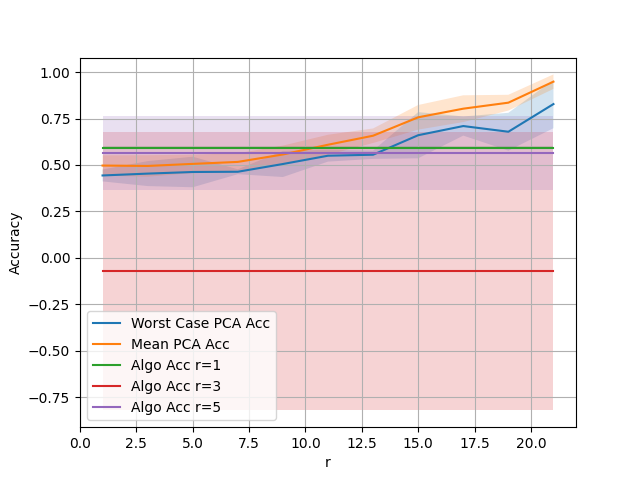 1.00
0.75
0.50
0.25
0.00
−0.25
−0.50
−0.75
Accuracy
Worst Case PCA Acc
Mean PCA Acc
Algo Acc r=1
Algo Acc r=3
Algo Acc r=5
0.0 2.5 5.0 7.5 10.0 12.5 15.0 17.5 20.0
r